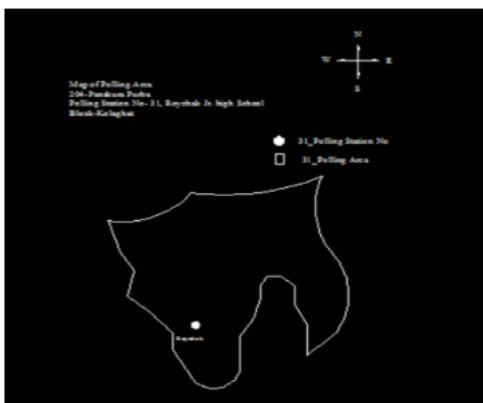 N
W E
S
Map of Polling Area
204-Panskura Purba
Polling Station No- 31, Raychak Jr. high School
Block-Kolaghat
31_Polling Station No
31_Polling Area
Raychak